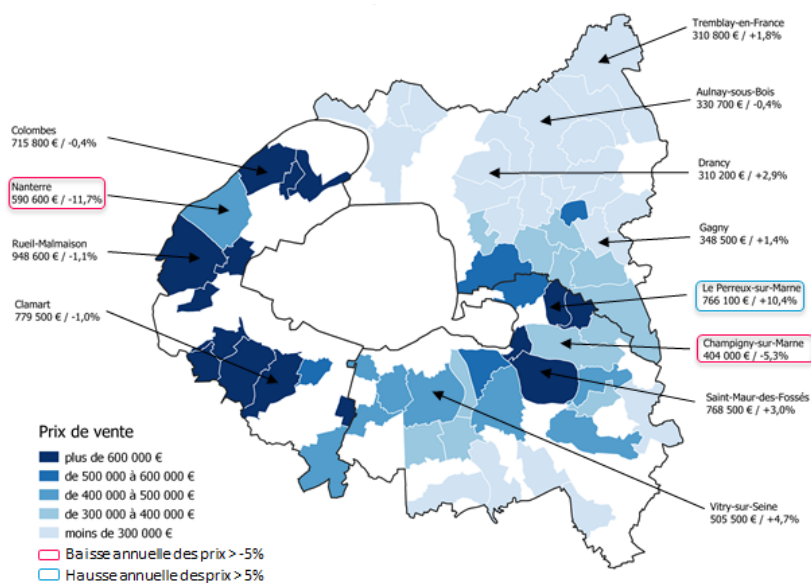 Tremblay-en-France
310 800 € / +1,8%
Aulnay-sous-Bois
330 700 € / -0,4%
Colombes
715 800 € / -0,4%
Drancy
310 200 € / +2,9%
Nanterre
590 600 € / -11,7%
Gagny
348 500 € / +1,4%
Rueil-Malmaison
948 600 € / -1,1%
Le Perreux-sur-Marne
766 100 € / +10,4%
Clamart
779 500 € / -1,0%
Champigny-sur-Marne
404 000 € / -5,3%
Saint-Maur-des-Fossés
768 500 € / +3,0%
Vitry-sur-Seine
505 500 € / +4,7%
Prix de vente
plus de 600 000 €
de 500 000 à 600 000 €
de 400 000 à 500 000 €
de 300 000 à 400 000 €
moins de 300 000 €
Baisse annuelle des prix > -5%
Hausse annuelle des prix > 5%